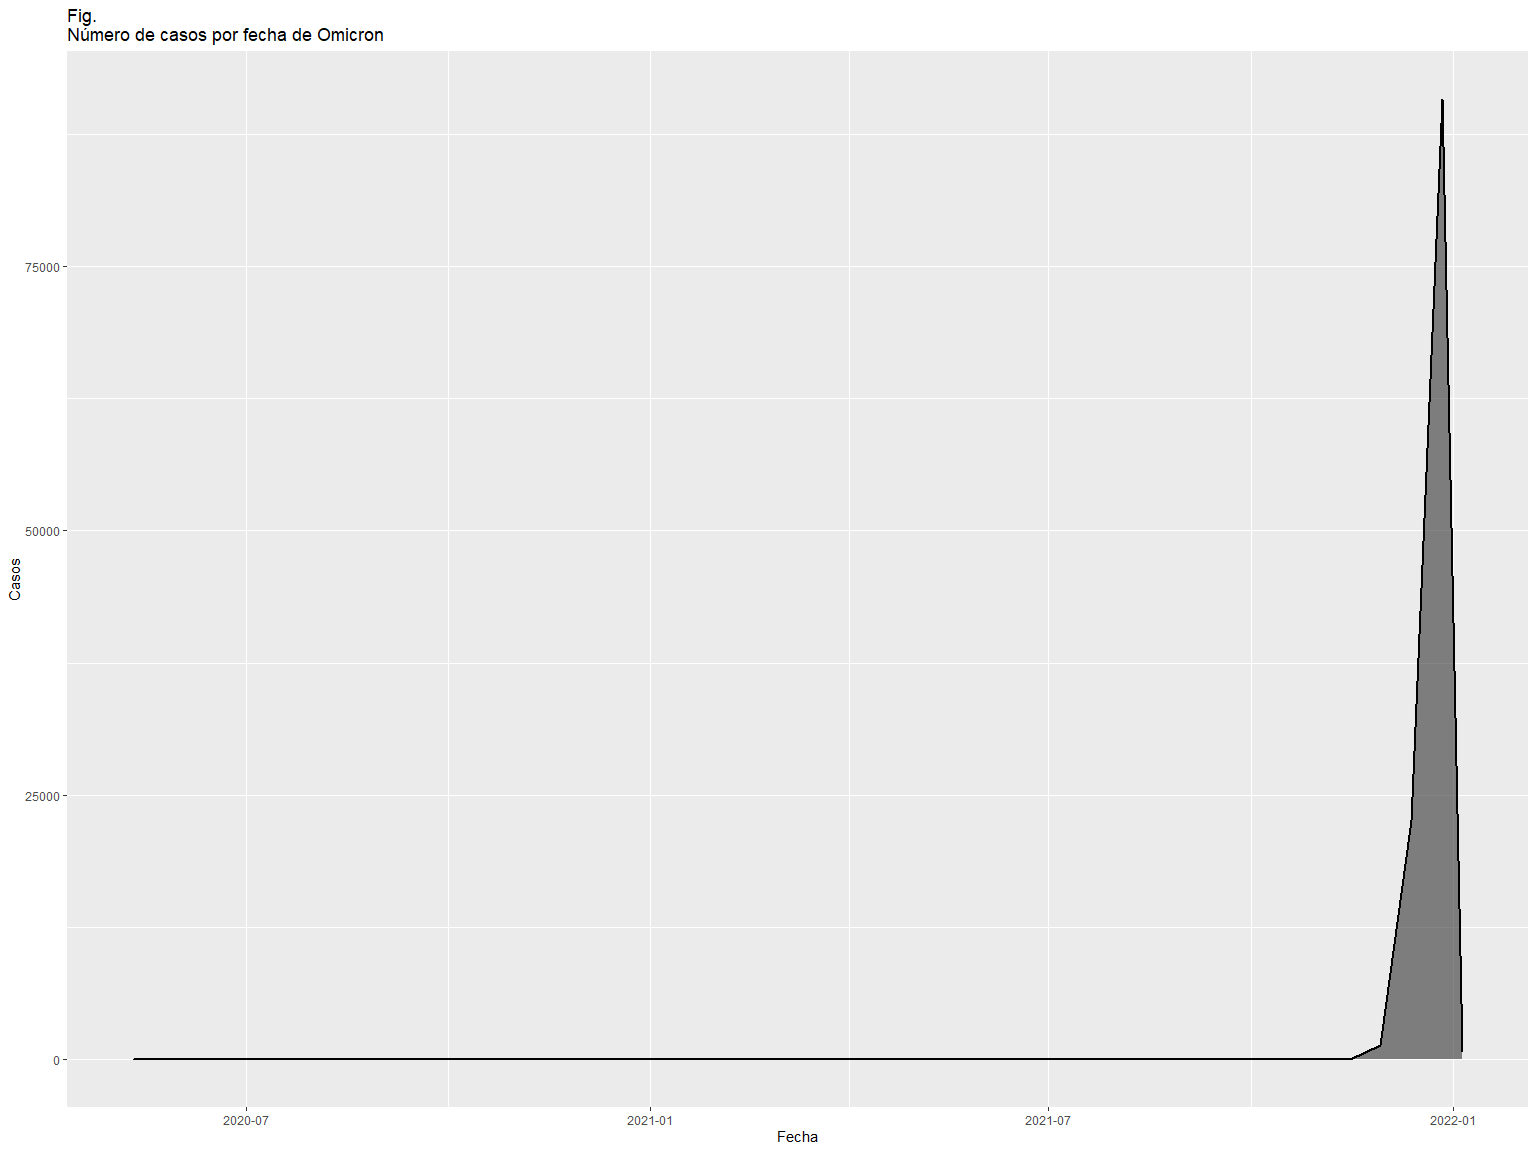 Fig.
Número de casos por fecha de Omicron
75000
50000
25000
0
Casos
2020-07
2021-01
2021-07
2022-01
Fecha